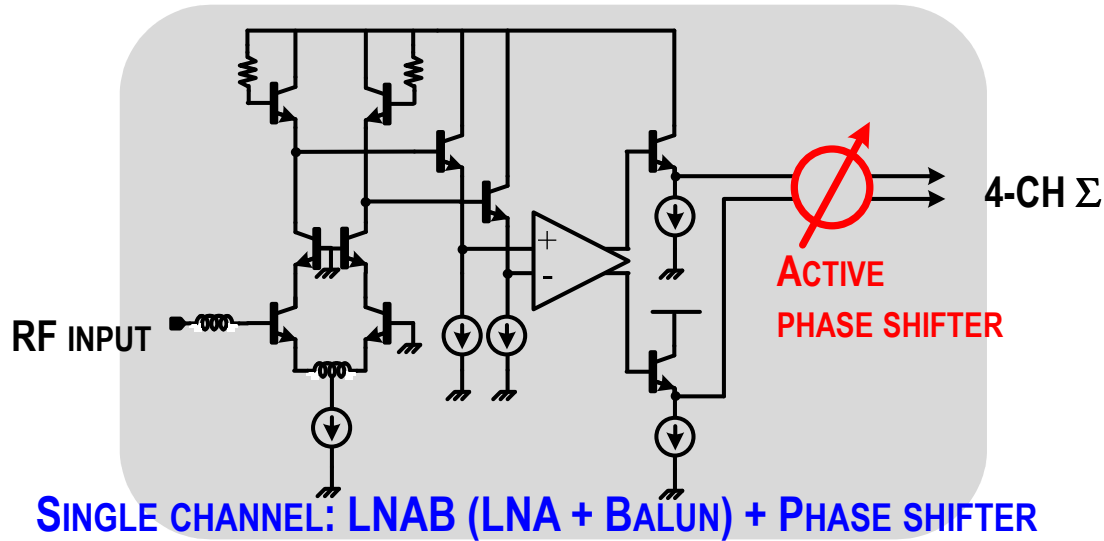 +
-
RF INPUT
4-CH Σ
ACTIVE
PHASE SHIFTER
SINGLE CHANNEL: LNAB (LNA + BALUN) + PHASE SHIFTER